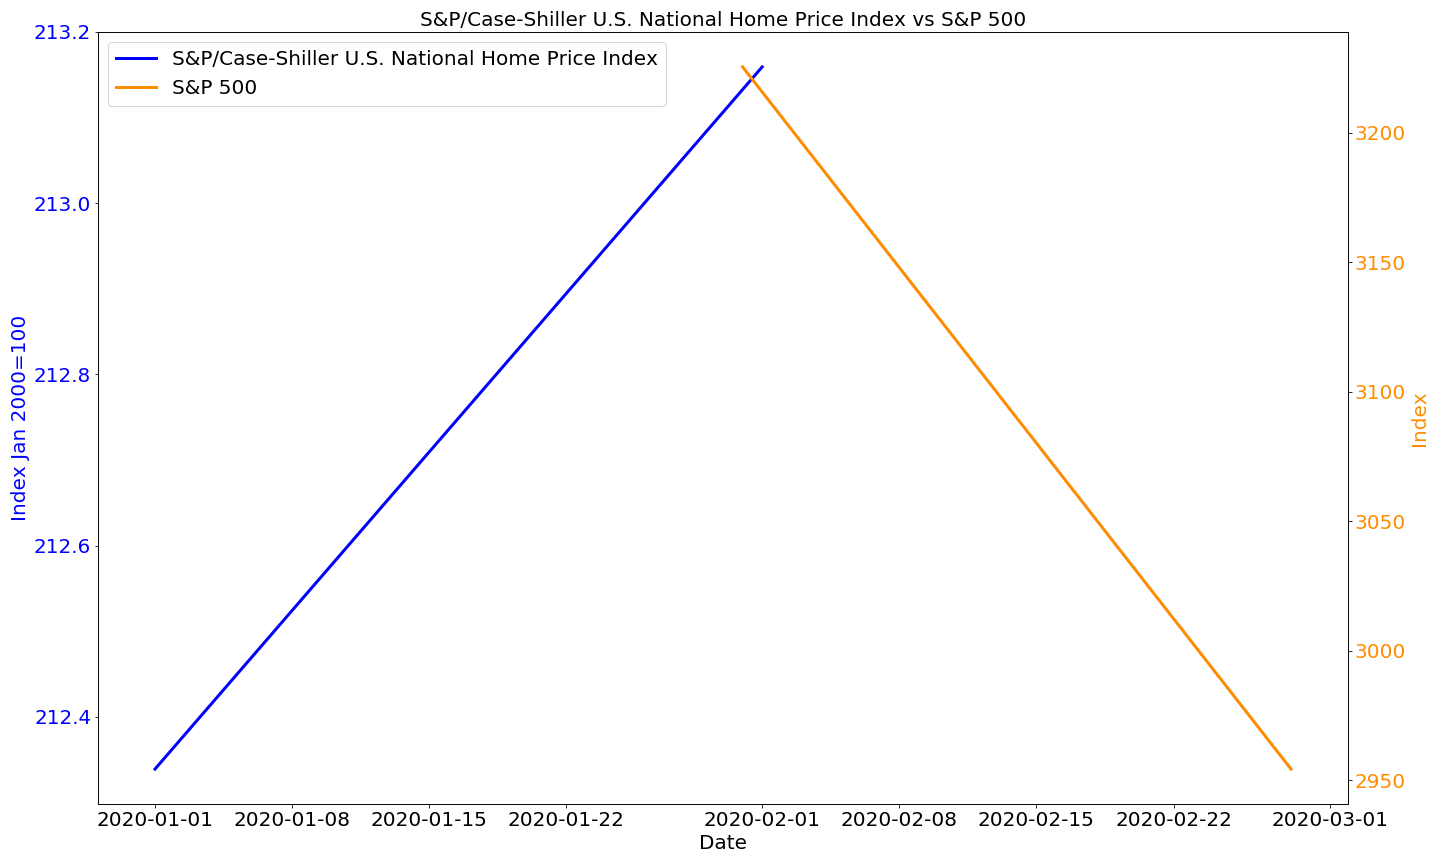 S&P/Case-Shiller U.S. National Home Price Index vs S&P 500
S&P/Case-Shiller U.S. National Home Price Index
S&P 500
213.2
213.0
212.8
212.6
212.4
Index Jan 2000=100
3200
3150
3100
3050
3000
2950
Index
2020-01-01 2020-01-08 2020-01-15 2020-01-22 2020-02-01 2020-02-08 2020-02-15 2020-02-22 2020-03-01
Date